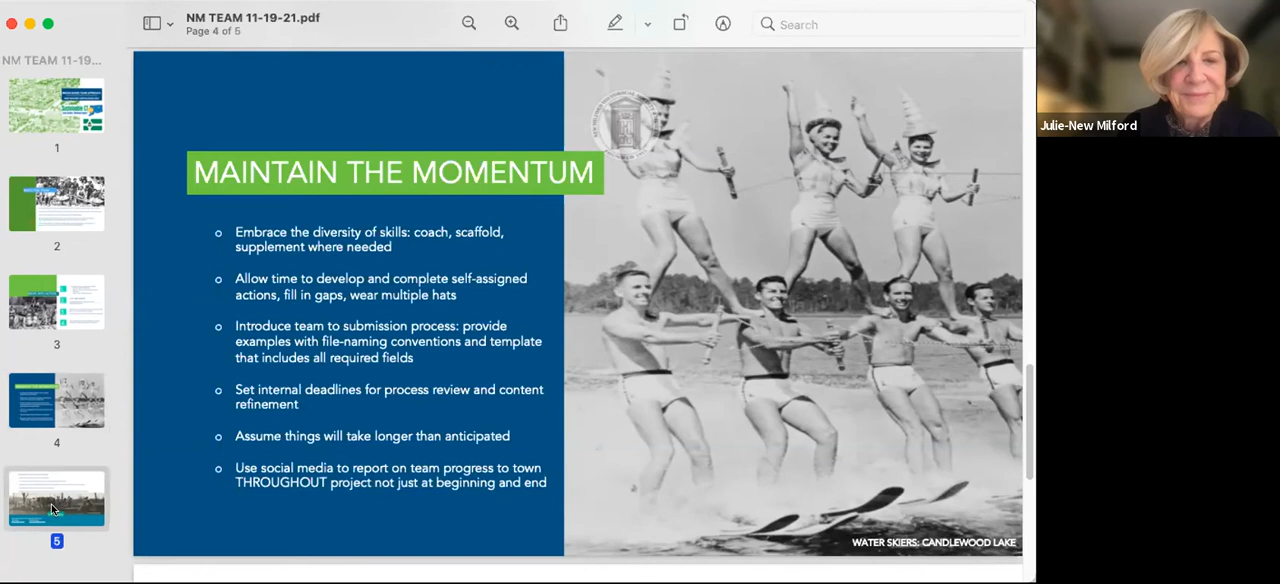 NM TEAM 11-19-21.pdf
Page 4 of 5
Search
NM TEAM 11-19...
1
2
3
4
5
MAINTAIN THE MOMENTUM
Embrace the diversity of skills: coach, scaffold,
supplement where needed
Allow time to develop and complete self-assigned
actions, fill in gaps, wear multiple hats
Introduce team to submission process: provide
examples with file-naming conventions and template
that includes all required fields
Set internal deadlines for process review and content
refinement
Assume things will take longer than anticipated
Use social media to report on team progress to town
THROUGHOUT project not just at beginning and end
WATER SKIERS: CANDLEWOOD LAKE
Julie-New Milford